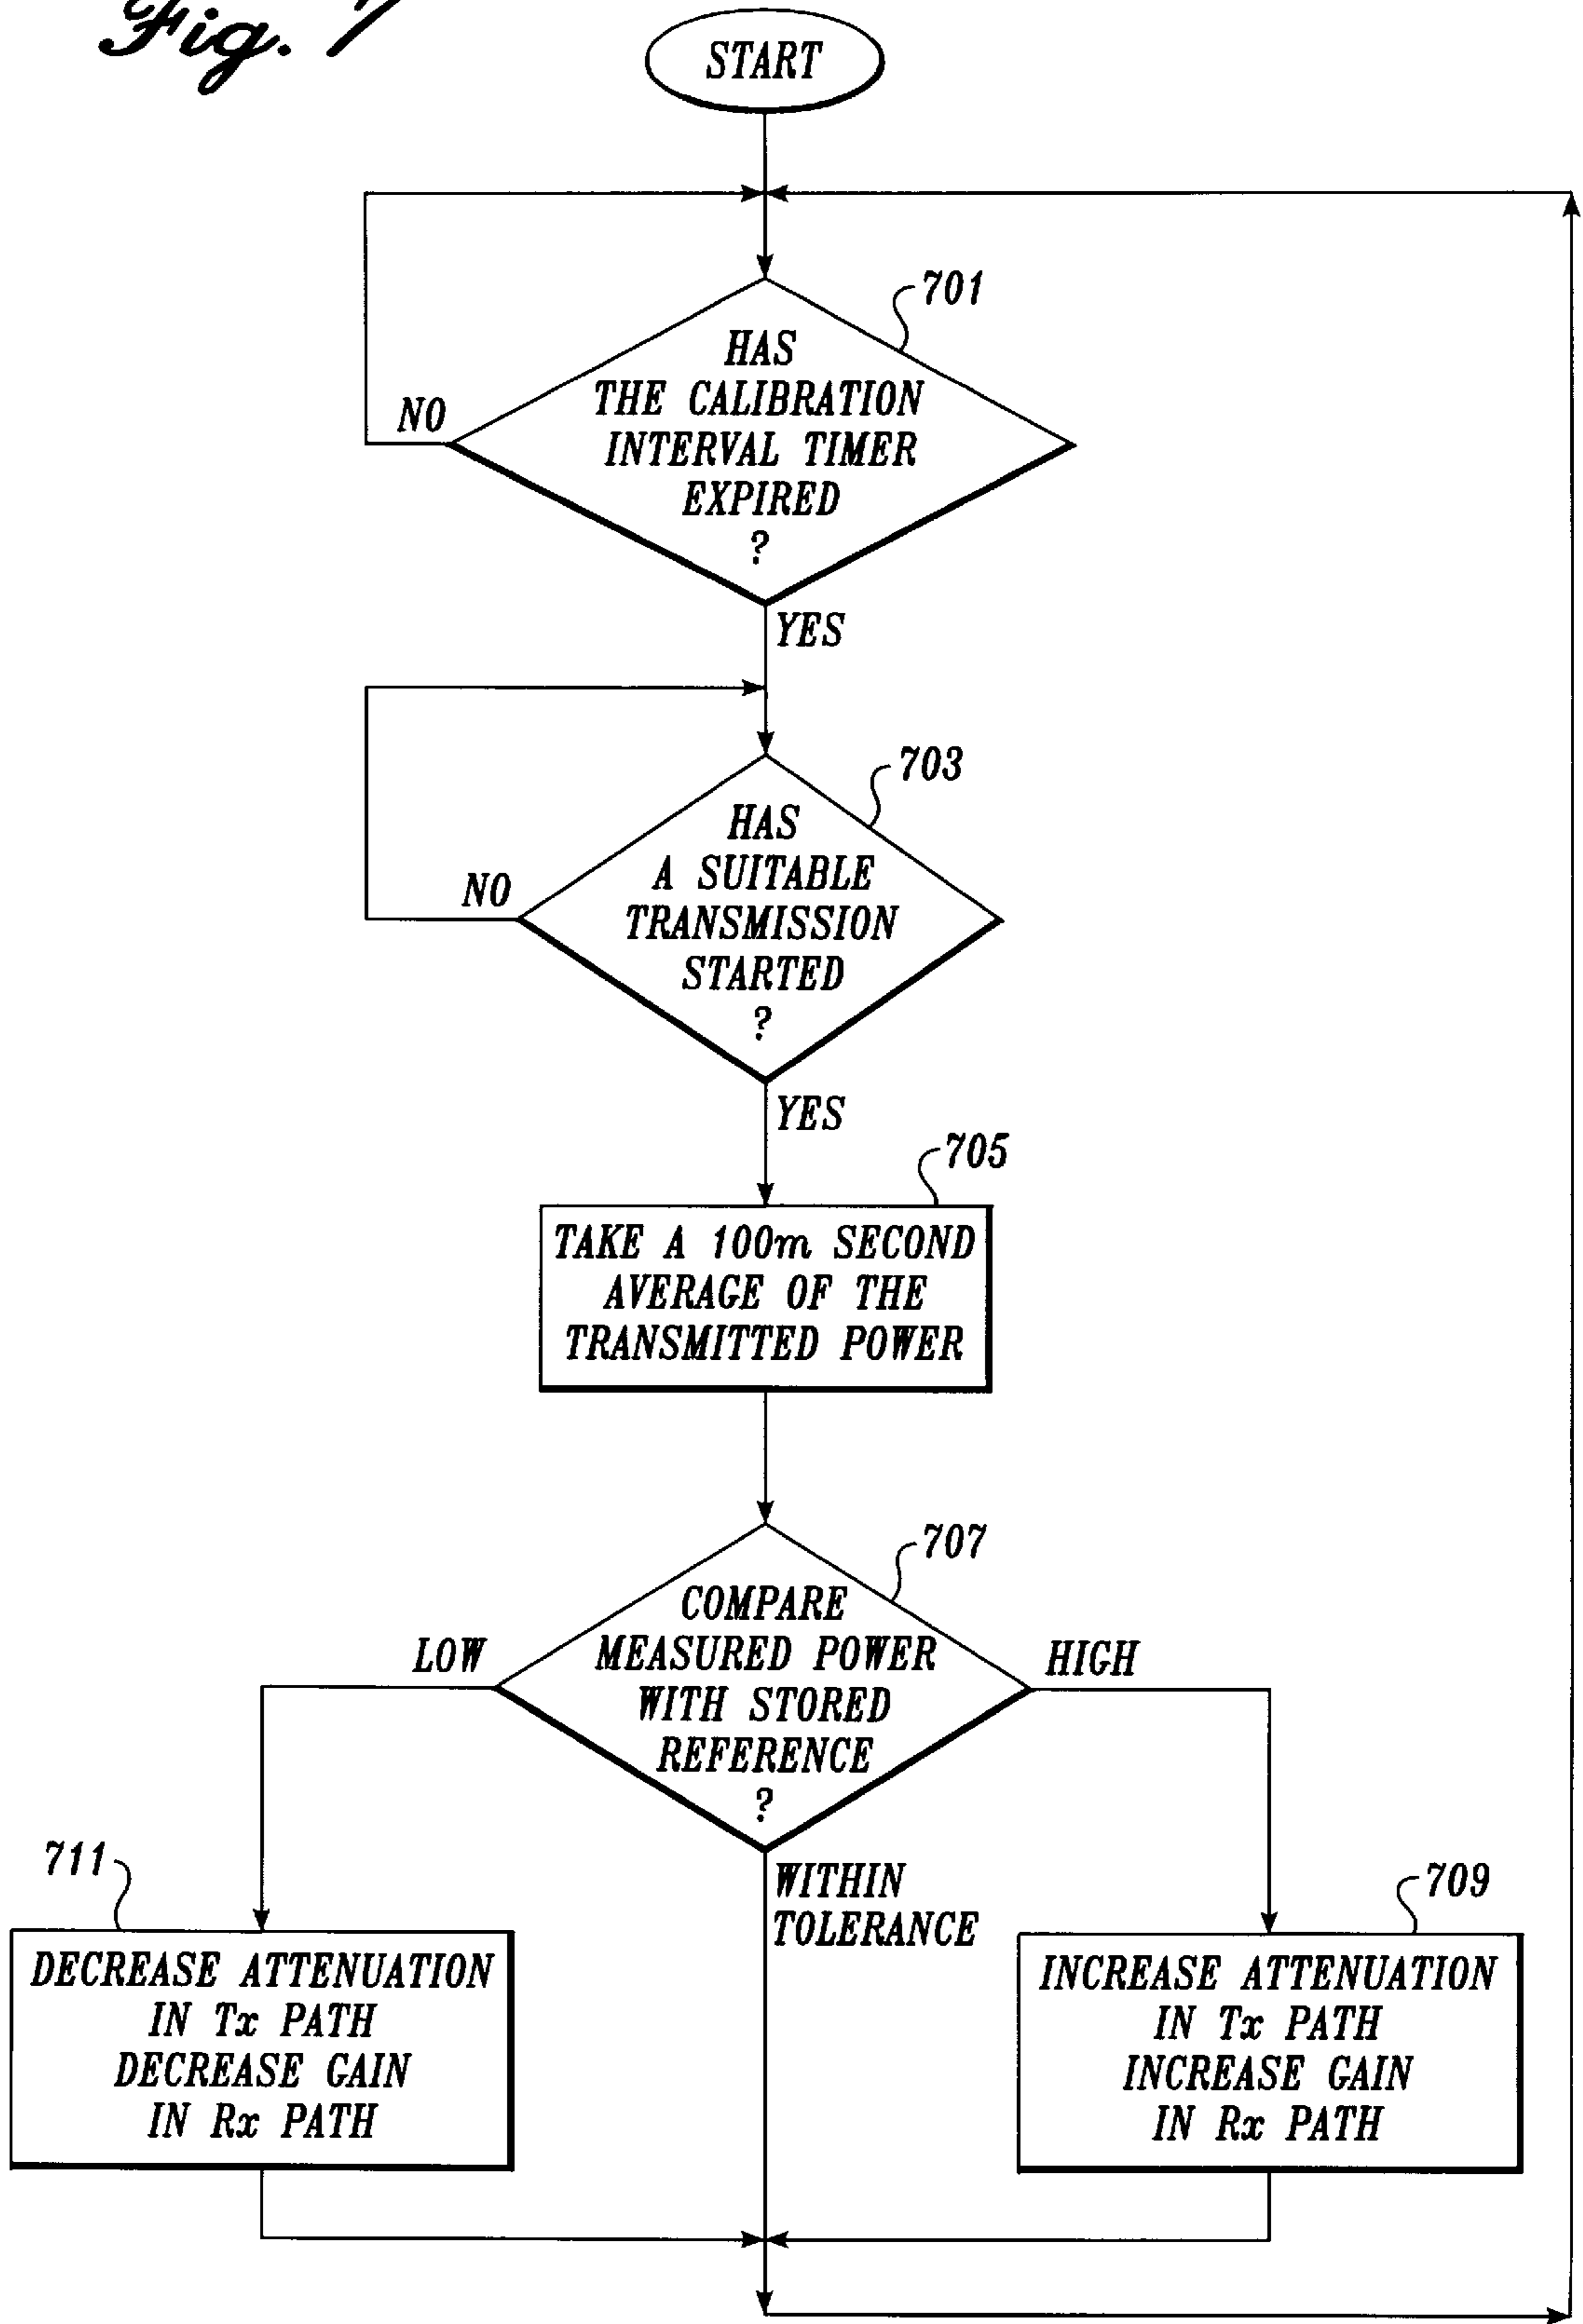 Fig. 7
START
701
HAS
THE CALIBRATION
INTERVAL TIMER
EXPIRED
?
NO
YES
703
HAS
A SUITABLE
TRANSMISSION
STARTED
?
NO
YES
705
TAKE A 100m SECOND
AVERAGE OF THE
TRANSMITTED POWER
707
COMPARE
MEASURED POWER
WITH STORED
REFERENCE
?
LOW
HIGH
WITHIN
TOLERANCE
711
DECREASE ATTENUATION
IN Tx PATH
DECREASE GAIN
IN Rx PATH
709
INCREASE ATTENUATION
IN Tx PATH
INCREASE GAIN
IN Rx PATH